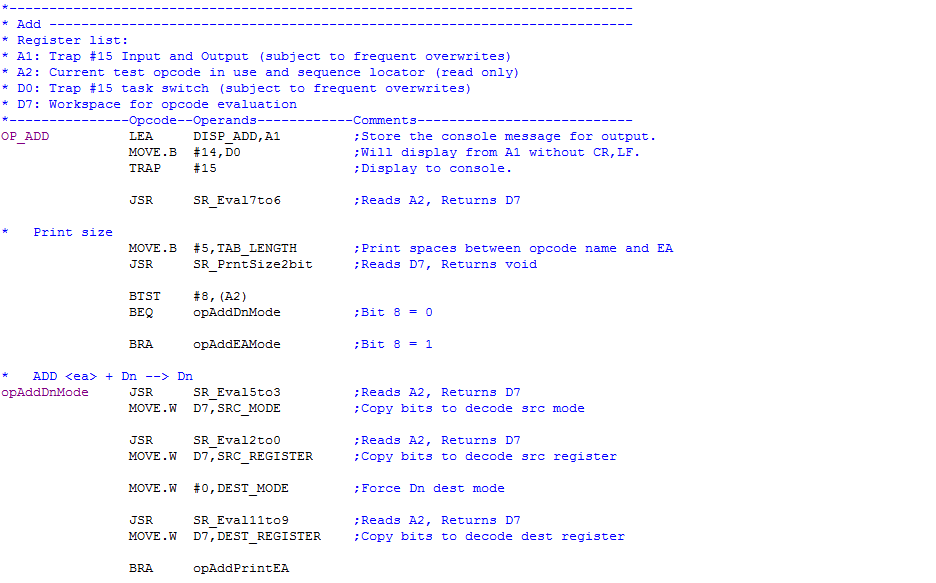 *------------------------------------------------------------------------------
* Add -------------------------------------------------------------------------
* Register list:
* A1: Trap #15 Input and Output (subject to frequent overwrites)
* A2: Current test opcode in use and sequence locator (read only)
* D0: Trap #15 task switch (subject to frequent overwrites)
* D7: Workspace for opcode evaluation
*---------------Opcode--Operands------------Comments---------------------------
OP_ADD          LEA     DISP_ADD,A1         ;Store the console message for output.
                MOVE.B  #14,D0              ;Will display from A1 without CR,LF.
                TRAP    #15                 ;Display to console.
                JSR     SR_Eval7to6         ;Reads A2, Returns D7
*   Print size
                MOVE.B  #5,TAB_LENGTH       ;Print spaces between opcode name and EA
                JSR     SR_PrntSize2bit     ;Reads D7, Returns void
                BTST    #8,(A2)
                BEQ     opAddDnMode         ;Bit 8 = 0
                BRA     opAddEAMode         ;Bit 8 = 1
*   ADD <ea> + Dn --> Dn
opAddDnMode     JSR     SR_Eval5to3         ;Reads A2, Returns D7
                MOVE.W  D7,SRC_MODE         ;Copy bits to decode src mode
                JSR     SR_Eval2to0         ;Reads A2, Returns D7
                MOVE.W  D7,SRC_REGISTER     ;Copy bits to decode src register
                MOVE.W  #0,DEST_MODE        ;Force Dn dest mode
                JSR     SR_Eval11to9        ;Reads A2, Returns D7
                MOVE.W  D7,DEST_REGISTER    ;Copy bits to decode dest register
                BRA     opAddPrintEA